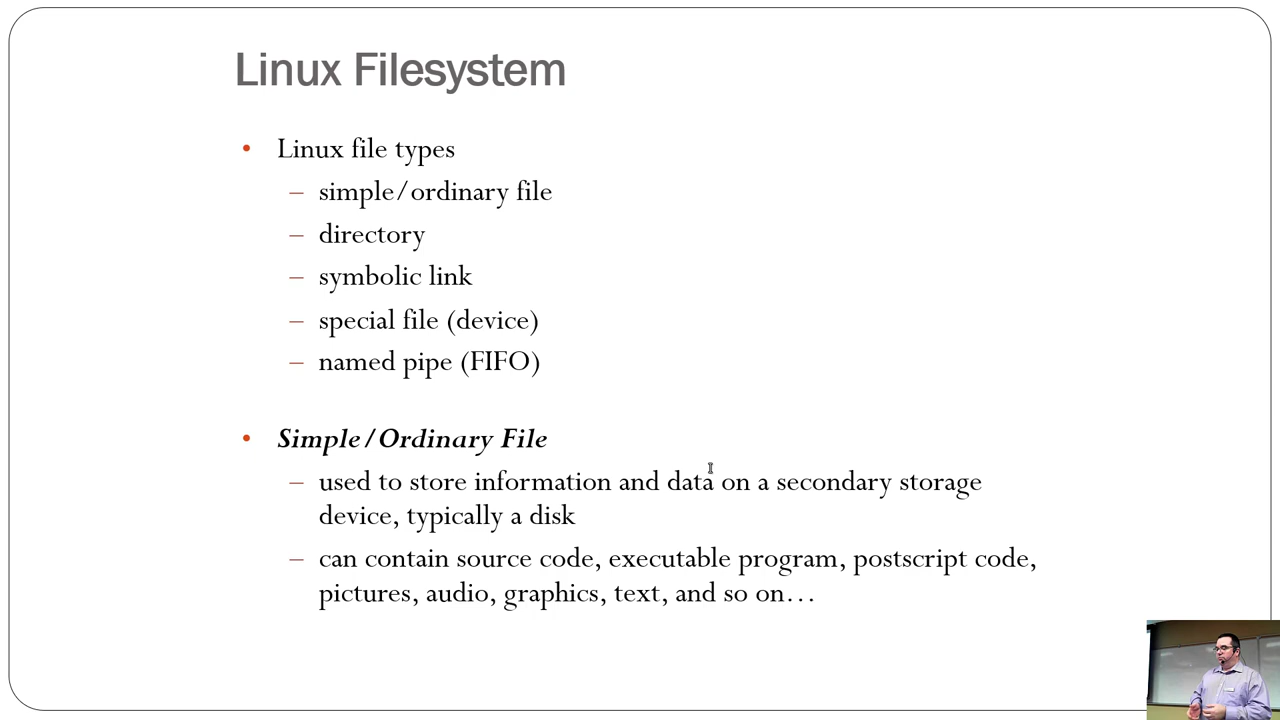 Linux Filesystem
• Linux file types
– simple/ordinary file
– directory
– symbolic link
– special file (device)
– named pipe (FIFO)
• Simple/Ordinary File
– used to store information and data on a secondary storage
device, typically a disk
– can contain source code, executable program, postscript code,
pictures, audio, graphics, text, and so on…